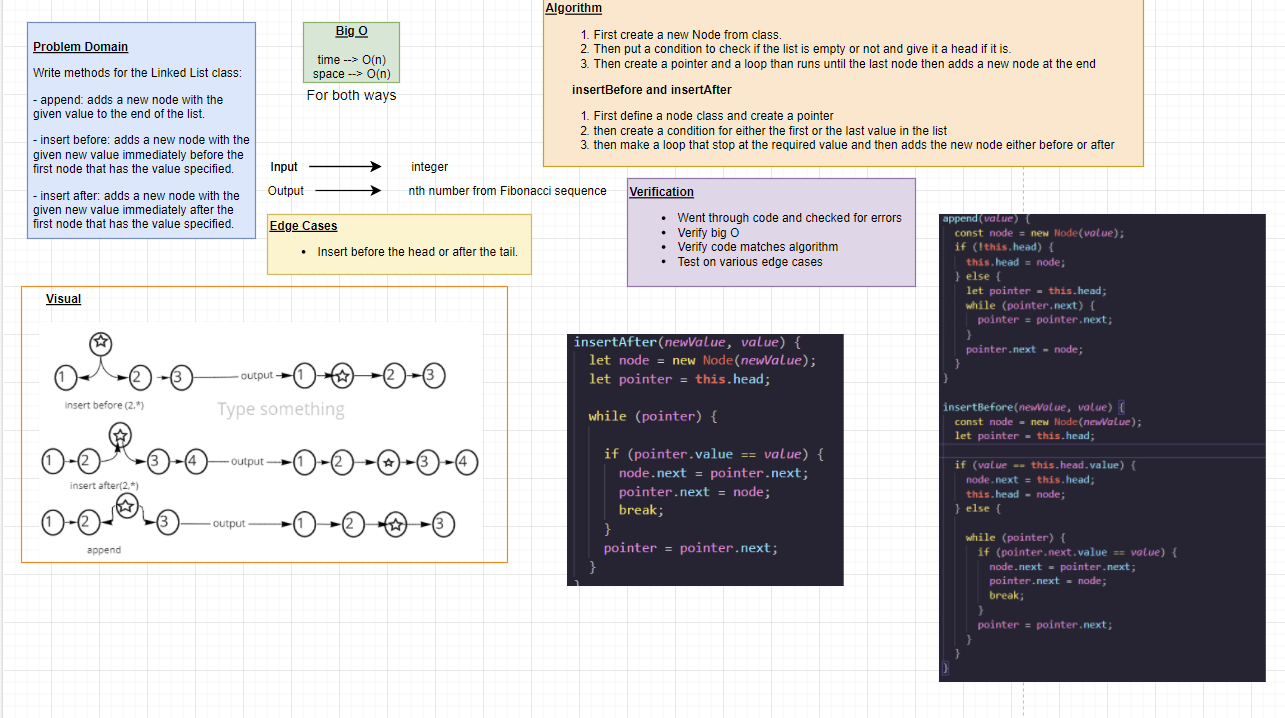 Problem Domain
Write methods for the Linked List class:
- append: adds a new node with the
given value to the end of the list.
- insert before: adds a new node with the
given new value immediately before the
first node that has the value specified.
- insert after: adds a new node with the
given new value immediately after the
first node that has the value specified.
Big O
time --> O(n)
space --> O(n)
For both ways
Input
integer
Output
nth number from Fibonacci sequence
Algorithm
1. First create a new Node from class.
2. Then put a condition to check if the list is empty or not and give it a head if it is.
3. Then create a pointer and a loop than runs until the last node then adds a new node at the end
insertBefore and insertAfter
1. First define a node class and create a pointer
2. then create a condition for either the first or the last value in the list
3. then make a loop that stop at the required value and then adds the new node either before or after
Edge Cases
• Insert before the head or after the tail.
Verification
• Went through code and checked for errors
• Verify big O
• Verify code matches algorithm
• Test on various edge cases
Visual
1 2 3 output 1 2 3
insert before (2,*)
Type something
1 2 3 4 output 1 2 3 4
insert after(2,*)
1 2 3 output 1 2 3
append
insertAfter(newValue, value) {
let node = new Node(newValue);
let pointer = this.head;
while (pointer) {
if (pointer.value == value) {
node.next = pointer.next;
pointer.next = node;
break;
}
pointer = pointer.next;
}
append(value) {
const node = new Node(value);
if (!this.head) {
this.head = node;
} else {
let pointer = this.head;
while (pointer.next) {
pointer = pointer.next;
}
pointer.next = node;
}
}
insertBefore(newValue, value) {
const node = new Node(newValue);
let pointer = this.head;
if (value == this.head.value) {
node.next = this.head;
this.head = node;
} else {
while (pointer) {
if (pointer.next.value == value) {
node.next = pointer.next;
pointer.next = node;
break;
}
pointer = pointer.next;
}
}
}